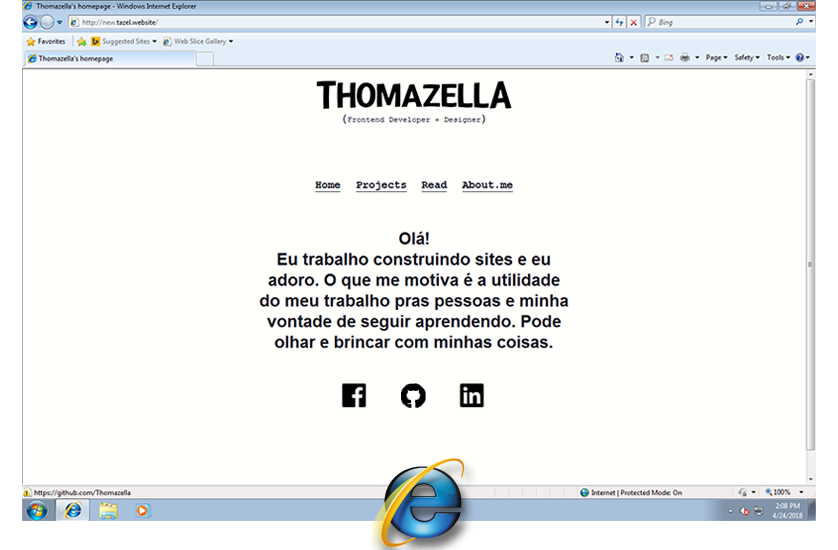 Thomazella's homepage - Windows Internet Explorer
http://new.tazel.website/
Bing
Favorites
Suggested Sites
Web Slice Gallery
Thomazella's homepage
Page
Safety
Tools
THOMAZELLA
(Frontend Developer + Designer)
Home Projects Read About.me
Olá!
Eu trabalho construindo sites e eu
adoro. O que me motiva é a utilidade
do meu trabalho pras pessoas e minha
vontade de seguir aprendendo. Pode
olhar e brincar com minhas coisas.
https://github.com/Thomazella
Internet | Protected Mode: On
100%
2:08 PM
4/24/2018